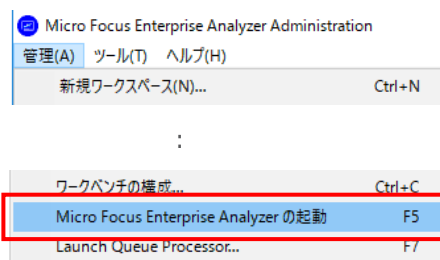 Micro Focus Enterprise Analyzer Administration
管理(A) ツール(T) ヘルプ(H)
新規ワークスペース(N)... Ctrl+N
:
ワークベンチの構成... Ctrl+C
Micro Focus Enterprise Analyzer の起動 F5
Launch Queue Processor... F7